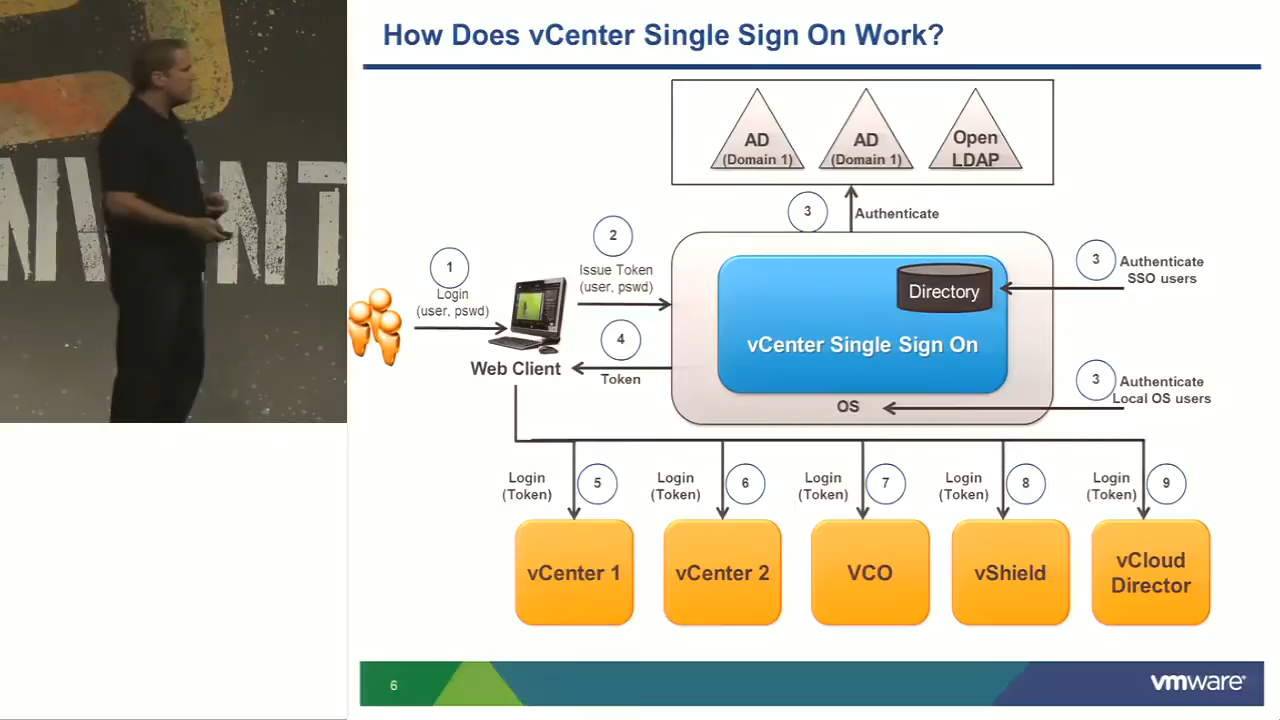 How Does vCenter Single Sign On Work?
AD
(Domain 1)
AD
(Domain 1)
Open
LDAP
3
Authenticate
1
Login
(user, pswd)
2
Issue Token
(user, pswd)
Directory
3
Authenticate
SSO users
vCenter Single Sign On
4
Token
Web Client
OS
3
Authenticate
Local OS users
Login
(Token)
5
Login
(Token)
6
Login
(Token)
7
Login
(Token)
8
Login
(Token)
9
vCenter 1
vCenter 2
VCO
vShield
vCloud
Director
6
vmware®